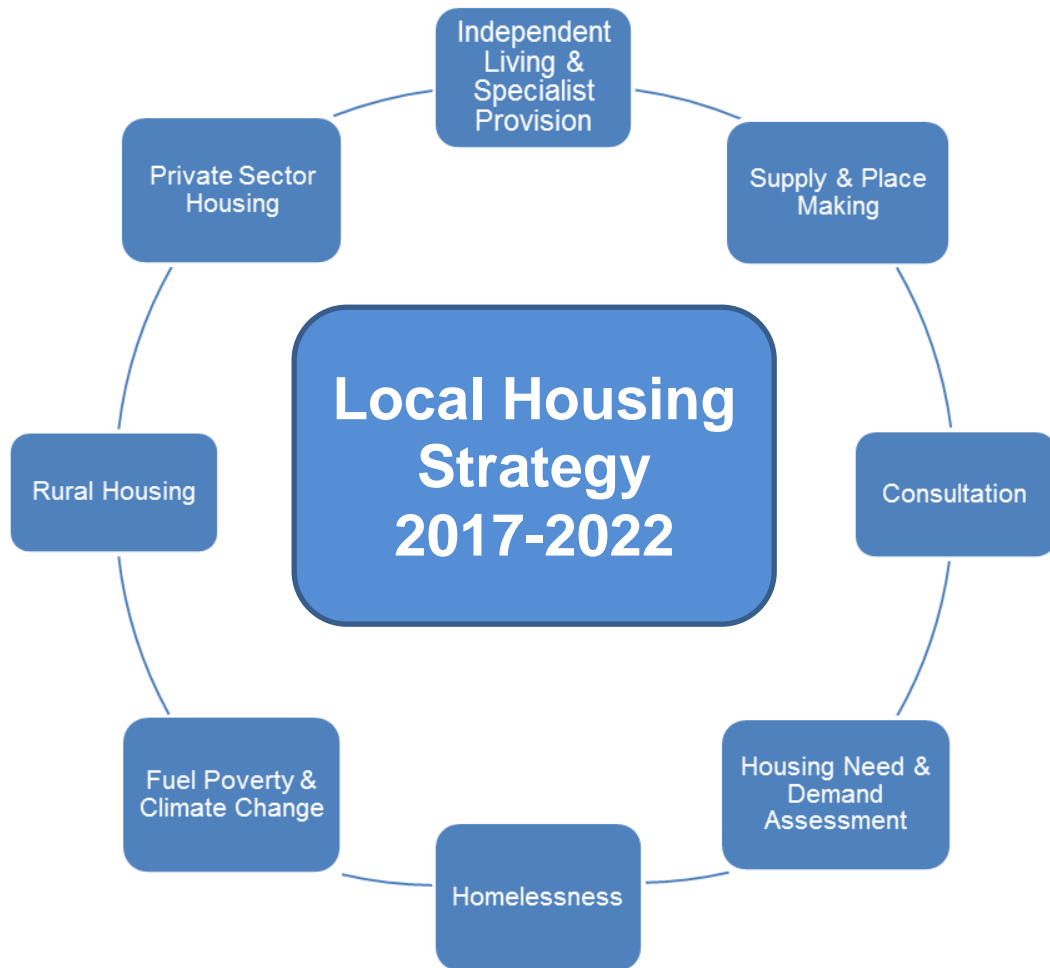 Independent
Living &
Specialist
Provision
Private Sector
Housing
Supply & Place
Making
Local Housing
Strategy
2017-2022
Rural Housing
Consultation
Fuel Poverty &
Climate Change
Housing Need &
Demand
Assessment
Homelessness